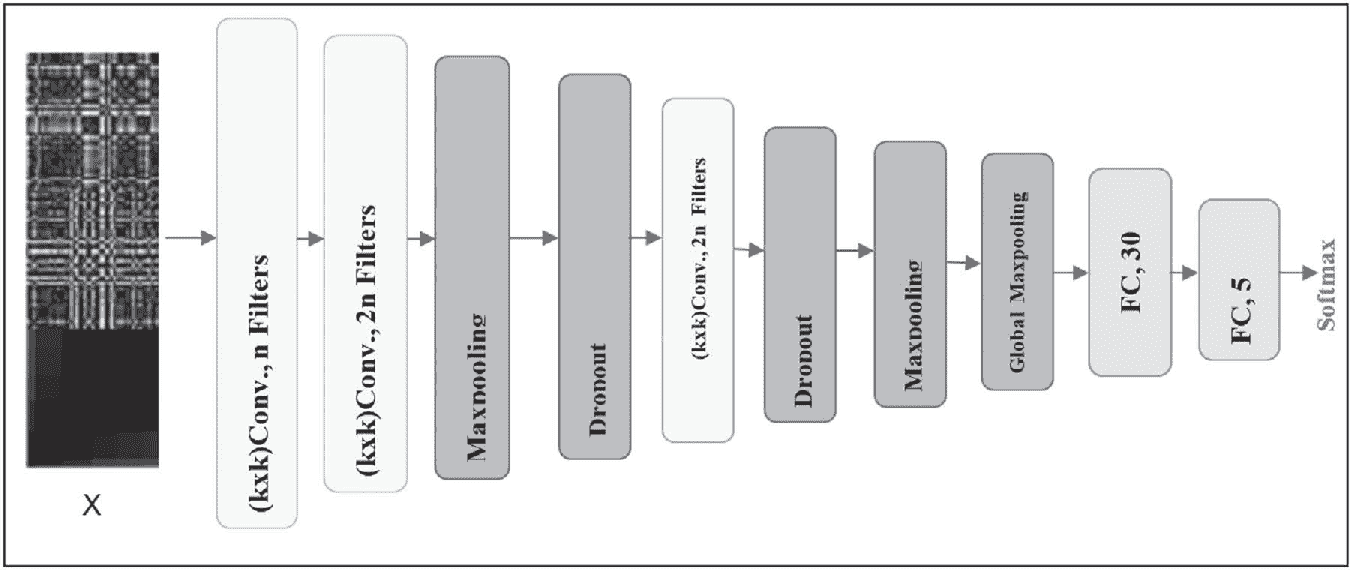 X
(kxk)Conv., n Filters
(kxk)Conv., 2n Filters
Maxpooling
Dropout
(kxk)Conv., 2n Filters
Dropout
Maxpooling
Global Maxpooling
FC, 30
FC, 5
Softmax